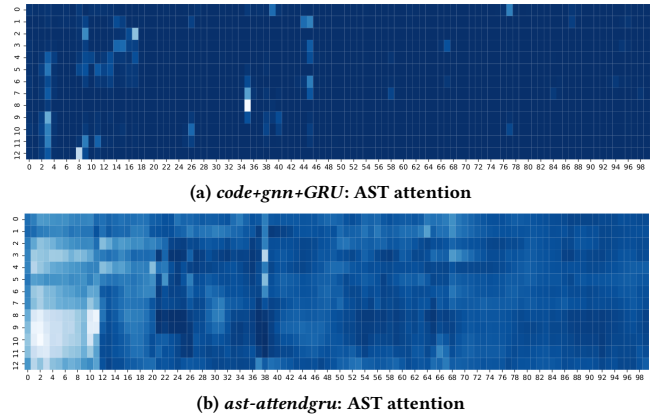 0 1 2 3 4 5 6 7 8 9 10 11 12
0 2 4 6 8 10 12 14 16 18 20 22 24 26 28 30 32 34 36 38 40 42 44 46 48 50 52 54 56 58 60 62 64 66 68 70 72 74 76 78 80 82 84 86 88 90 92 94 96 98
(a) code+gnn+GRU: AST attention
0 1 2 3 4 5 6 7 8 9 10 11 12
0 2 4 6 8 10 12 14 16 18 20 22 24 26 28 30 32 34 36 38 40 42 44 46 48 50 52 54 56 58 60 62 64 66 68 70 72 74 76 78 80 82 84 86 88 90 92 94 96 98
(b) ast-attendgru: AST attention